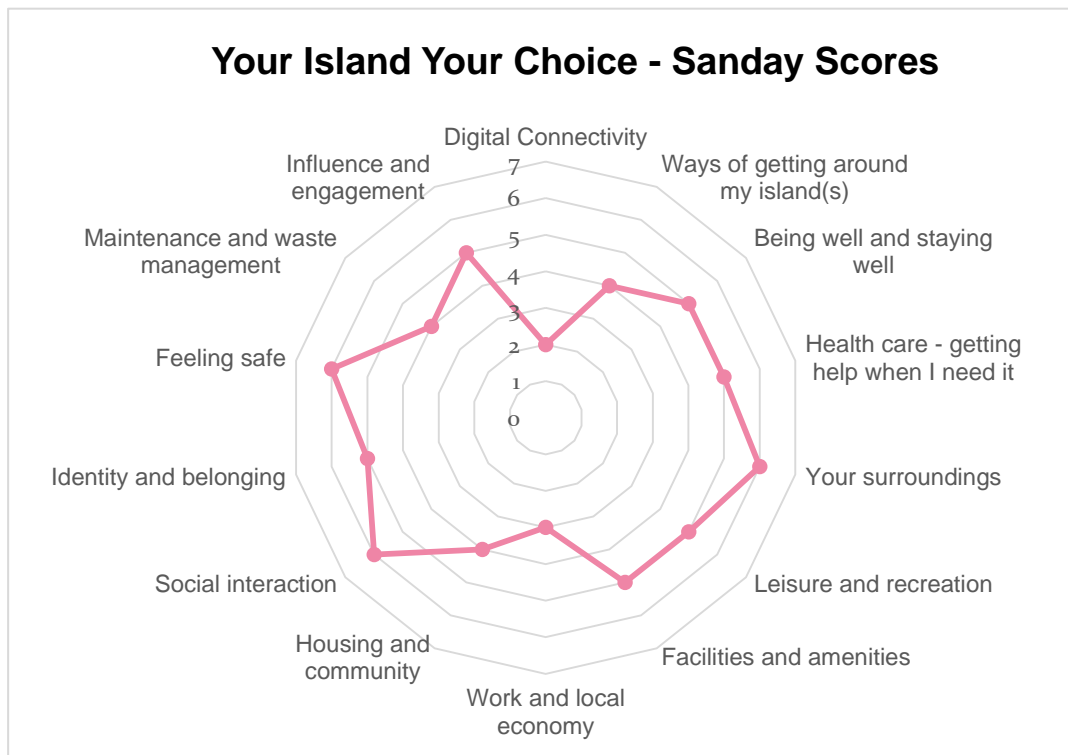 Your Island Your Choice - Sanday Scores
Digital Connectivity
Ways of getting around
my island(s)
Being well and staying
well
Health care - getting
help when I need it
Your surroundings
Leisure and recreation
Facilities and amenities
Work and local
economy
Housing and
community
Social interaction
Identity and belonging
Feeling safe
Maintenance and waste
management
Influence and
engagement
7
6
5
4
3
2
1
0